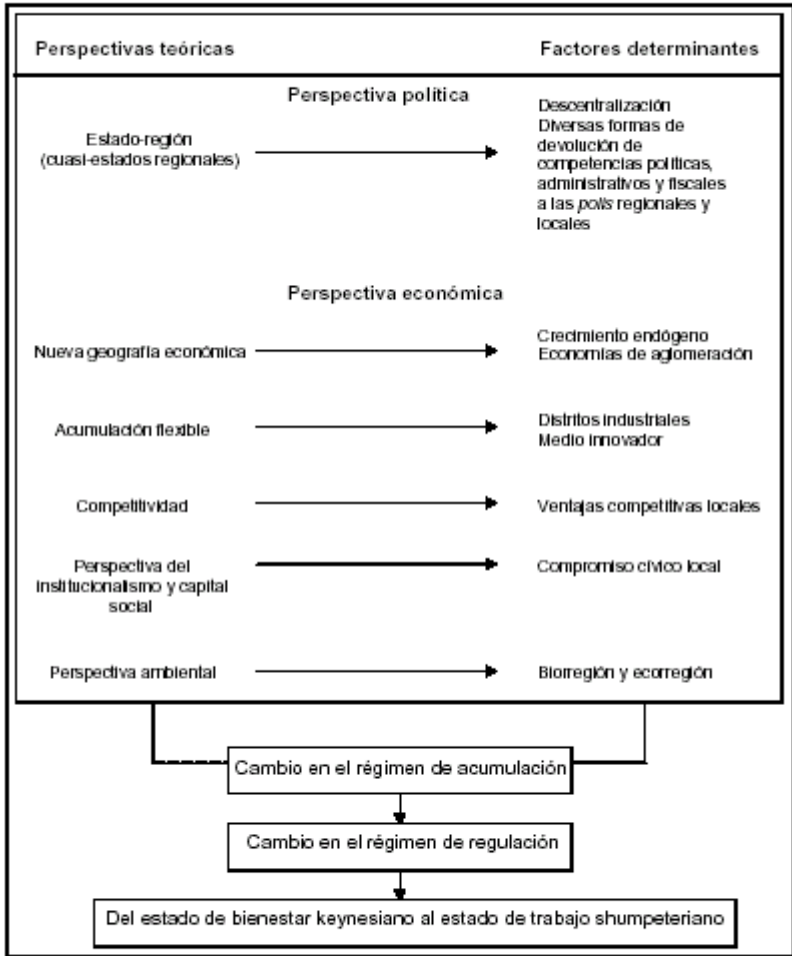 Perspectivas teóricas
Factores determinantes
Perspectiva política
Estado-región
(cuasi-estados regionales)
Descentralización
Diversas formas de
devolución de
competencias políticas,
administrativos y fiscales
a las polis regionales y
locales
Perspectiva económica
Nueva geografía económica
Crecimiento endógeno
Economías de aglomeración
Acumulación flexible
Distritos industriales
Medio innovador
Competitividad
Ventajas competitivas locales
Perspectiva del
institucionalismo y capital
social
Compromiso cívico local
Perspectiva ambiental
Biorregión y ecorregión
Cambio en el régimen de acumulación
Cambio en el régimen de regulación
Del estado de bienestar keynesiano al estado de trabajo shumpeteriano